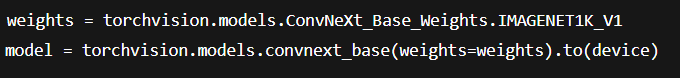 weights = torchvision.models.ConvNeXt_Base_Weights.IMAGENET1K_V1
model = torchvision.models.convnext_base(weights=weights).to(device)